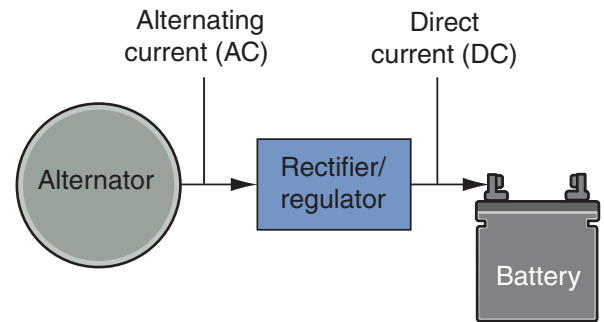 Alternating
current (AC)
Direct
current (DC)
Alternator
Rectifier/
regulator
Battery